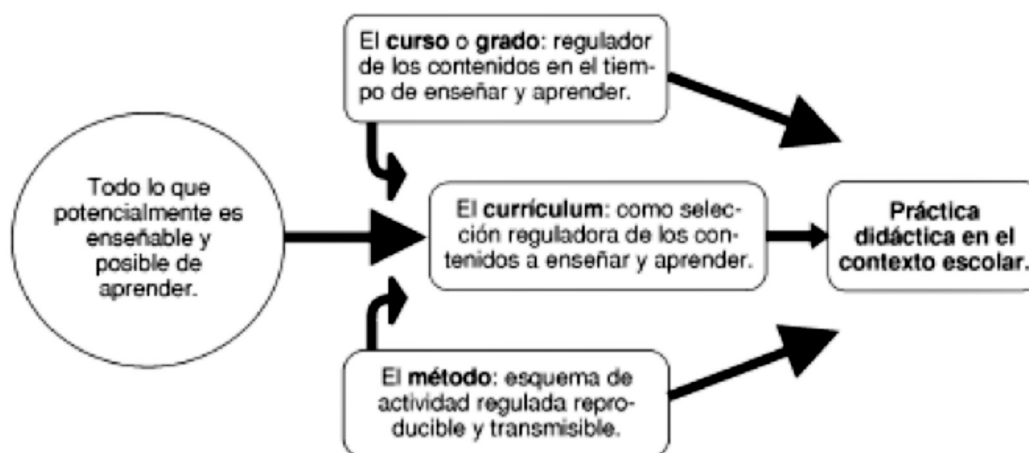 El curso o grado: regulador
de los contenidos en el tiem-
po de enseñar y aprender.
Todo lo que
potencialmente es
enseñable y
posible de
aprender.
El currículum: como selec-
ción reguladora de los con-
tenidos a enseñar y aprender.
Práctica
didáctica en el
contexto escolar.
El método: esquema de
actividad regulada repro-
ducible y transmisible.